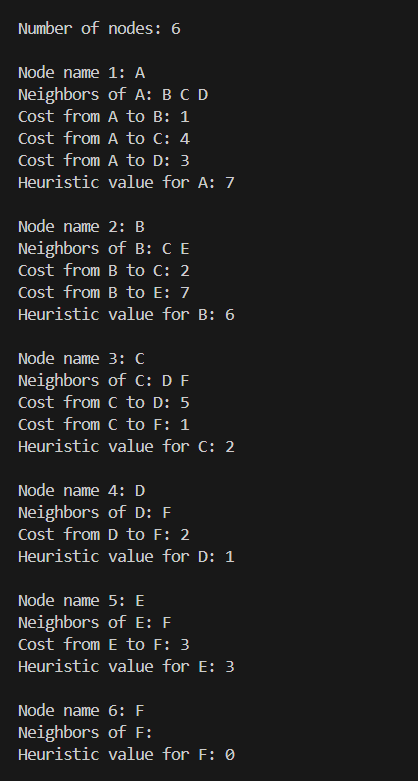 Number of nodes: 6
Node name 1: A
Neighbors of A: B C D
Cost from A to B: 1
Cost from A to C: 4
Cost from A to D: 3
Heuristic value for A: 7
Node name 2: B
Neighbors of B: C E
Cost from B to C: 2
Cost from B to E: 7
Heuristic value for B: 6
Node name 3: C
Neighbors of C: D F
Cost from C to D: 5
Cost from C to F: 1
Heuristic value for C: 2
Node name 4: D
Neighbors of D: F
Cost from D to F: 2
Heuristic value for D: 1
Node name 5: E
Neighbors of E: F
Cost from E to F: 3
Heuristic value for E: 3
Node name 6: F
Neighbors of F:
Heuristic value for F: 0